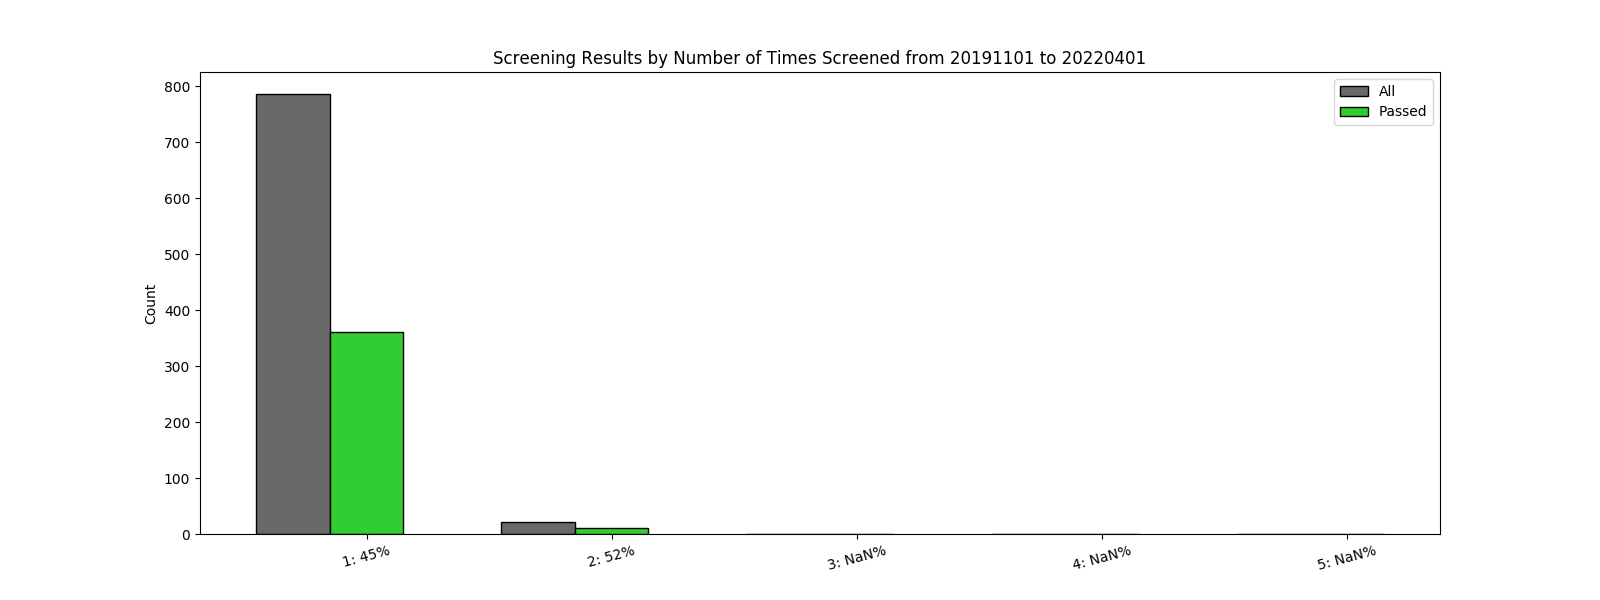 Screening Results by Number of Times Screened from 20191101 to 20220401
All
Passed
800
700
600
500
400
300
200
100
0
Count
1: 45%
2: 52%
3: NaN%
4: NaN%
5: NaN%